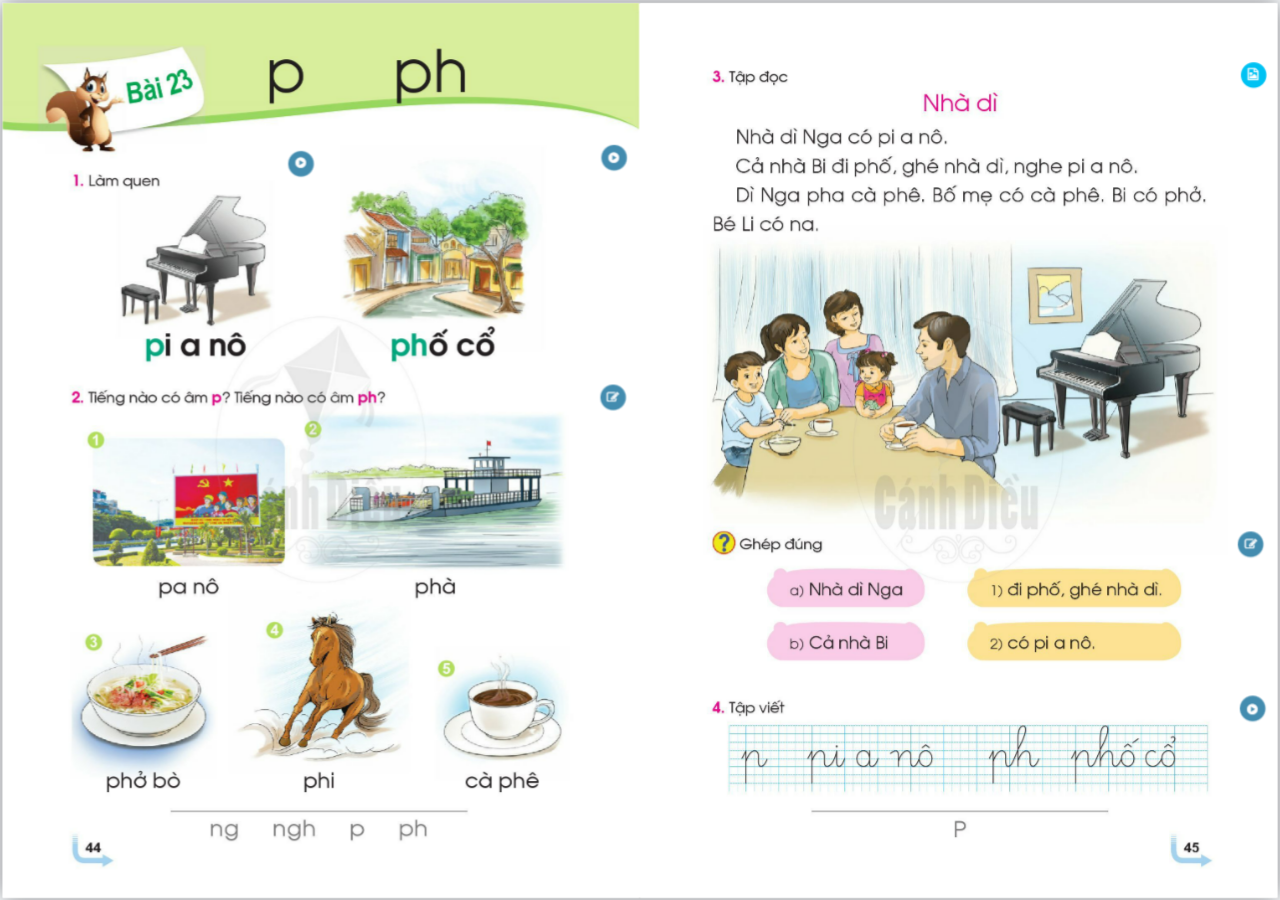 Bài 23
p ph
1. Làm quen
pi a nô
phố cổ
2. Tiếng nào có âm p? Tiếng nào có âm ph?
1
2
pa nô
phà
3
4
5
phở bò
phi
cà phê
ng ngh p ph
44
3. Tập đọc
Nhà dì
Nhà dì Nga có pi a nô.
Cả nhà Bi đi phố, ghé nhà dì, nghe pi a nô.
Dì Nga pha cà phê. Bố mẹ có cà phê. Bi có phở.
Bé Li có na.
Cánh Diều
? Ghép đúng
a) Nhà dì Nga
1) đi phố, ghé nhà dì.
b) Cả nhà Bi
2) có pi a nô.
4. Tập viết
p pi a nô ph phố cổ
P
45